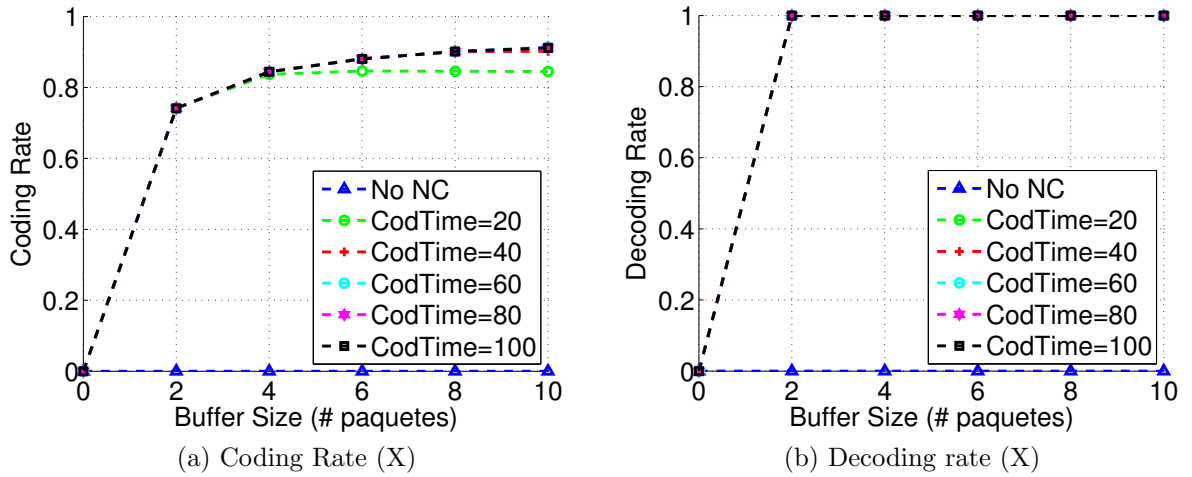 1
0.8
0.6
0.4
0.2
0
Coding Rate
No NC
CodTime=20
CodTime=40
CodTime=60
CodTime=80
CodTime=100
0 2 4 6 8 10
Buffer Size (# paquetes)
(a) Coding Rate (X)
1
0.8
0.6
0.4
0.2
0
Decoding Rate
No NC
CodTime=20
CodTime=40
CodTime=60
CodTime=80
CodTime=100
0 2 4 6 8 10
Buffer Size (# paquetes)
(b) Decoding rate (X)